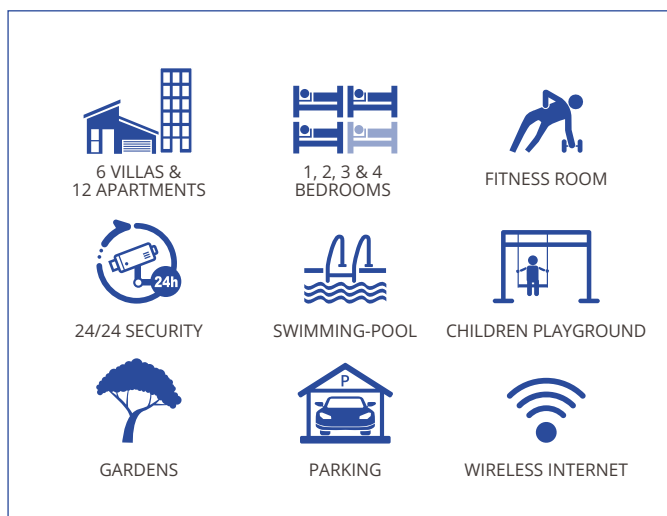 6 VILLAS &
12 APARTMENTS
1, 2, 3 & 4
BEDROOMS
FITNESS ROOM
24h
24/24 SECURITY
SWIMMING-POOL
CHILDREN PLAYGROUND
GARDENS
P
PARKING
WIRELESS INTERNET